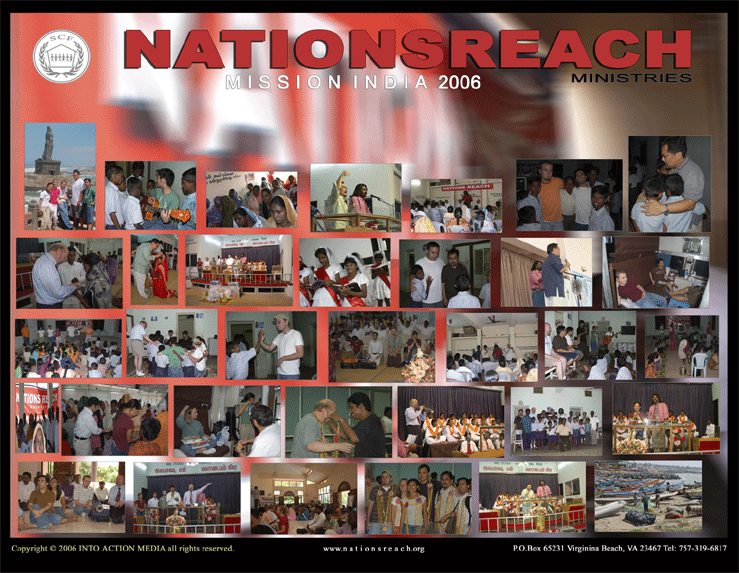 SCF
NATIONSREACH
MISSION INDIA 2006
MINISTRIES
NATIONS REACH
Copyright © 2006 INTO ACTION MEDIA all rights reserved.
www.nationsreach.org
P.O.Box 65231 Virginina Beach, VA 23467 Tel: 757-319-6817